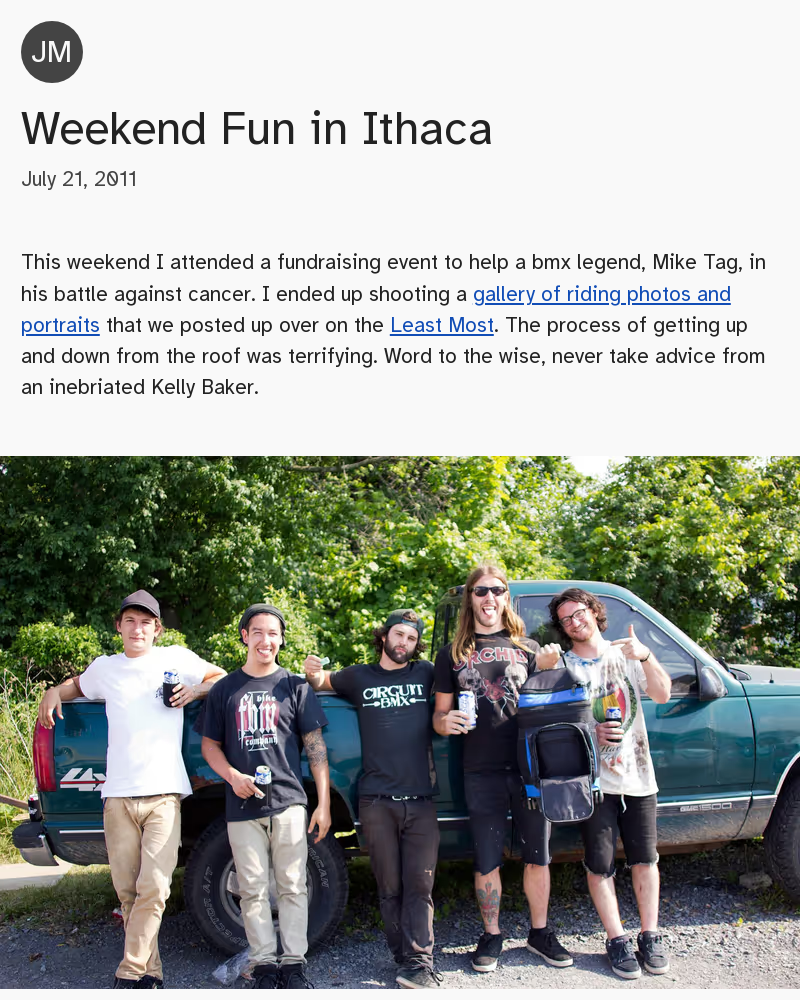 JM
Weekend Fun in Ithaca
July 21, 2011
This weekend I attended a fundraising event to help a bmx legend, Mike Tag, in
his battle against cancer. I ended up shooting a gallery of riding photos and
portraits that we posted up over on the Least Most. The process of getting up
and down from the roof was terrifying. Word to the wise, never take advice from
an inebriated Kelly Baker.
bike
fbm
company
CIRCUIT
BMX
4x4